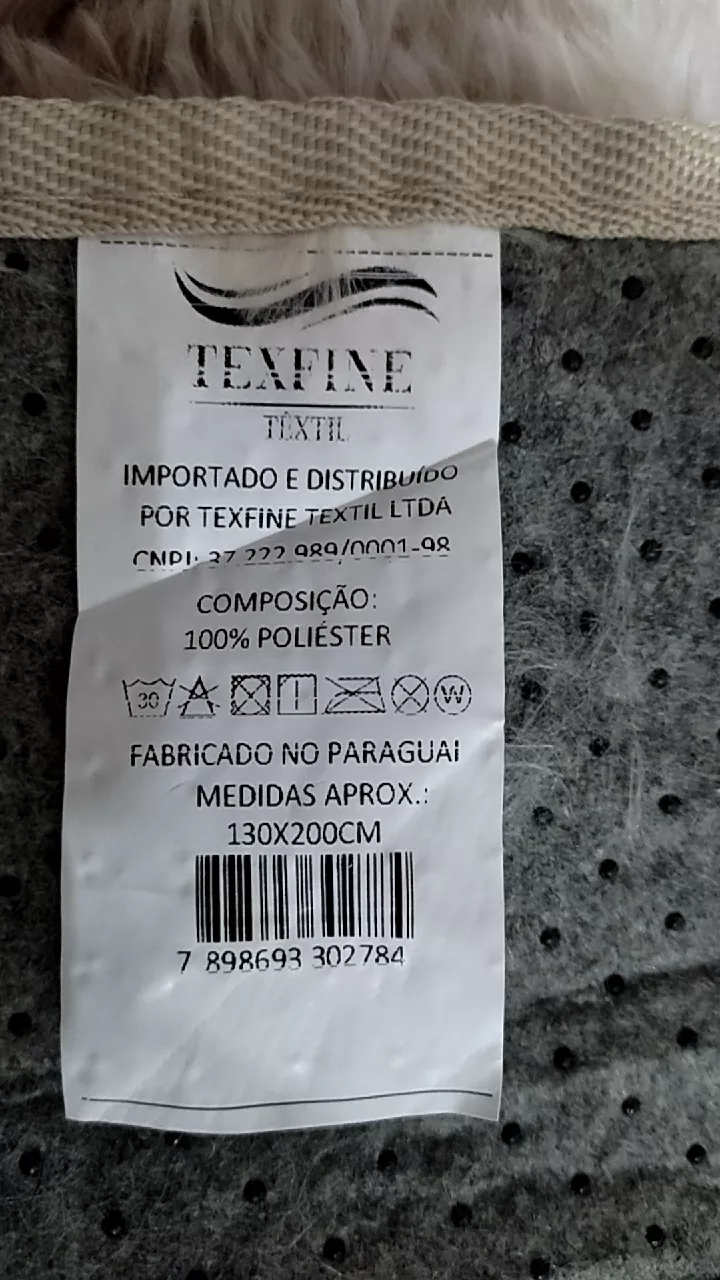 TEXFINE
TÊXTIL
IMPORTADO E DISTRIBUÍDO
POR TEXFINE TEXTIL LTDA
CNPJ: 37.222.989/0001-98
COMPOSIÇÃO:
100% POLIÉSTER
30 A W
FABRICADO NO PARAGUAI
MEDIDAS APROX.:
130X200CM
7 898693 302784